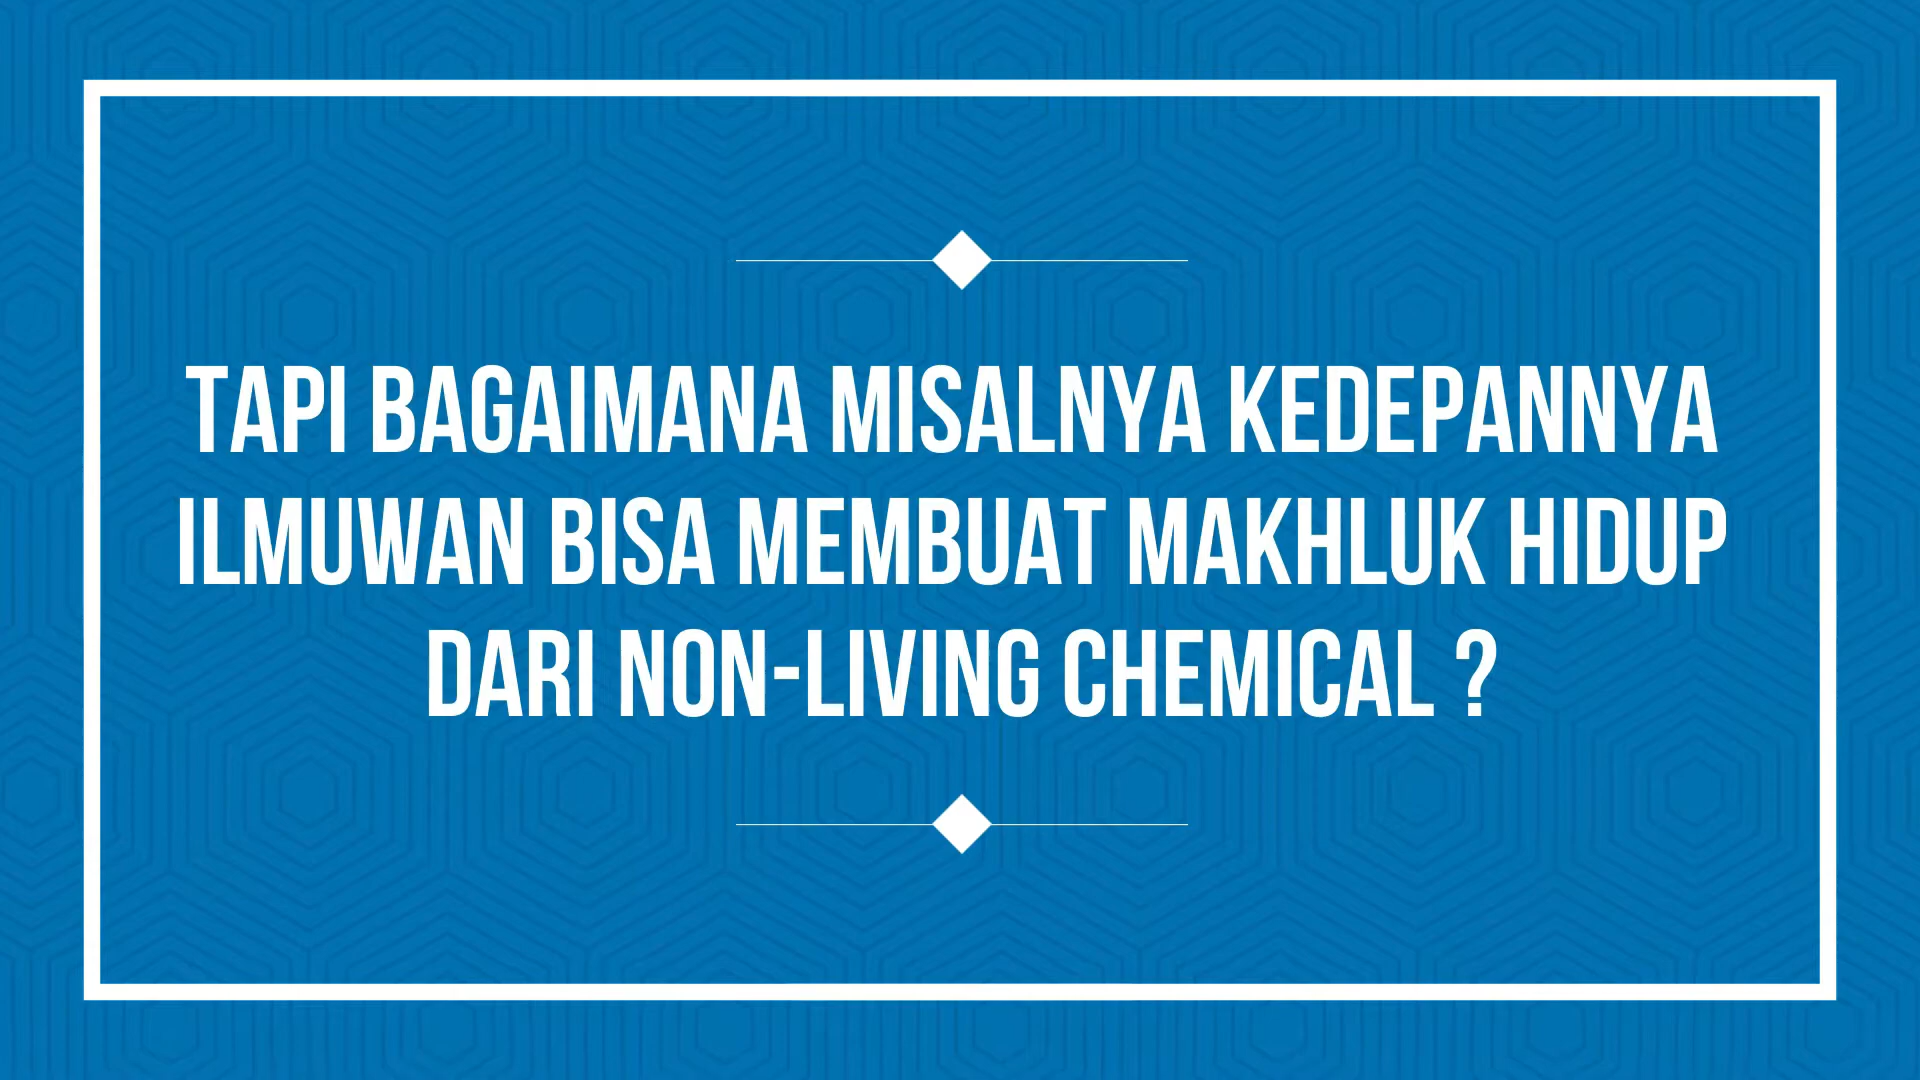 TAPI BAGAIMANA MISALNYA KEDEPANNYA
ILMUWAN BISA MEMBUAT MAKHLUK HIDUP
DARI NON-LIVING CHEMICAL ?